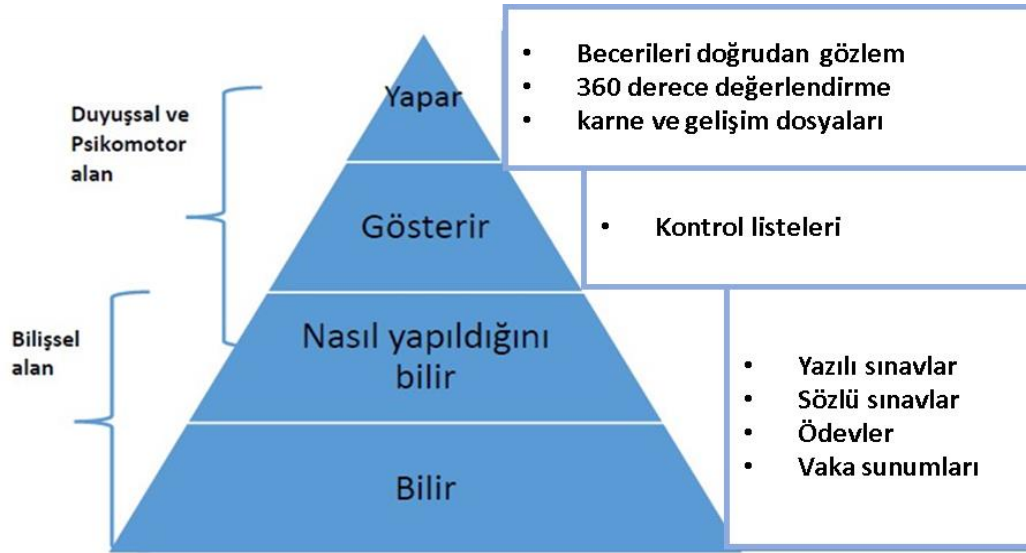 Duyuşsal ve
Psikomotor
alan
Bilişsel
alan
Yapar
Gösterir
Nasıl yapıldığını
bilir
Bilir
• Becerileri doğrudan gözlem
• 360 derece değerlendirme
• karne ve gelişim dosyaları
• Kontrol listeleri
• Yazılı sınavlar
• Sözlü sınavlar
• Ödevler
• Vaka sunumları